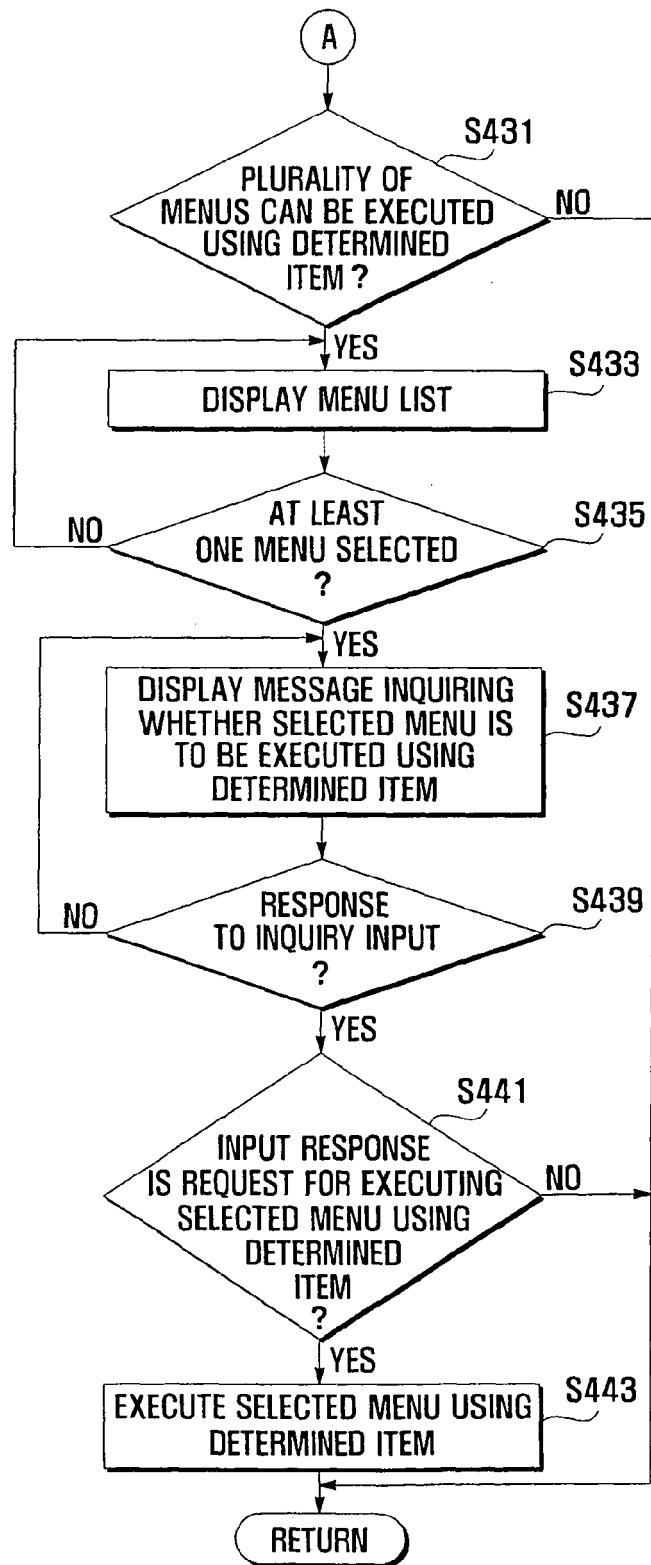 A
S431
PLURALITY OF
MENUS CAN BE EXECUTED
USING DETERMINED
ITEM ?
NO
YES
S433
DISPLAY MENU LIST
S435
AT LEAST
ONE MENU SELECTED
?
NO
YES
DISPLAY MESSAGE INQUIRING
WHETHER SELECTED MENU IS
TO BE EXECUTED USING
DETERMINED ITEM
S437
RESPONSE
TO INQUIRY INPUT
?
S439
NO
YES
S441
INPUT RESPONSE
IS REQUEST FOR EXECUTING
SELECTED MENU USING
DETERMINED
ITEM
?
NO
YES
S443
EXECUTE SELECTED MENU USING
DETERMINED ITEM
RETURN